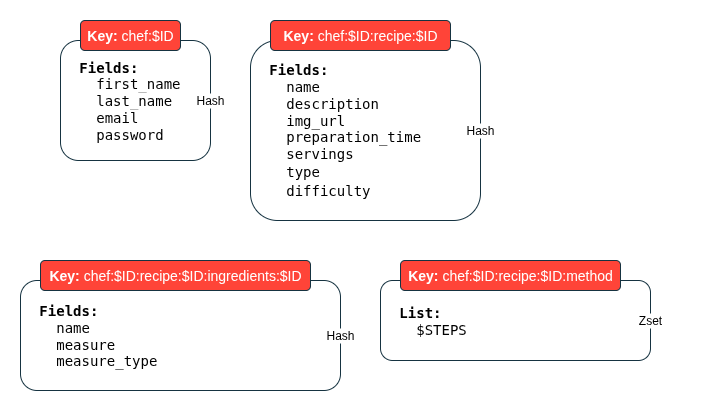 Key: chef:$ID
Fields:
first_name
last_name
email
password
Hash
Key: chef:$ID:recipe:$ID
Fields:
name
description
img_url
preparation_time
servings
type
difficulty
Hash
Key: chef:$ID:recipe:$ID:ingredients:$ID
Fields:
name
measure
measure_type
Hash
Key: chef:$ID:recipe:$ID:method
List:
$STEPS
Zset